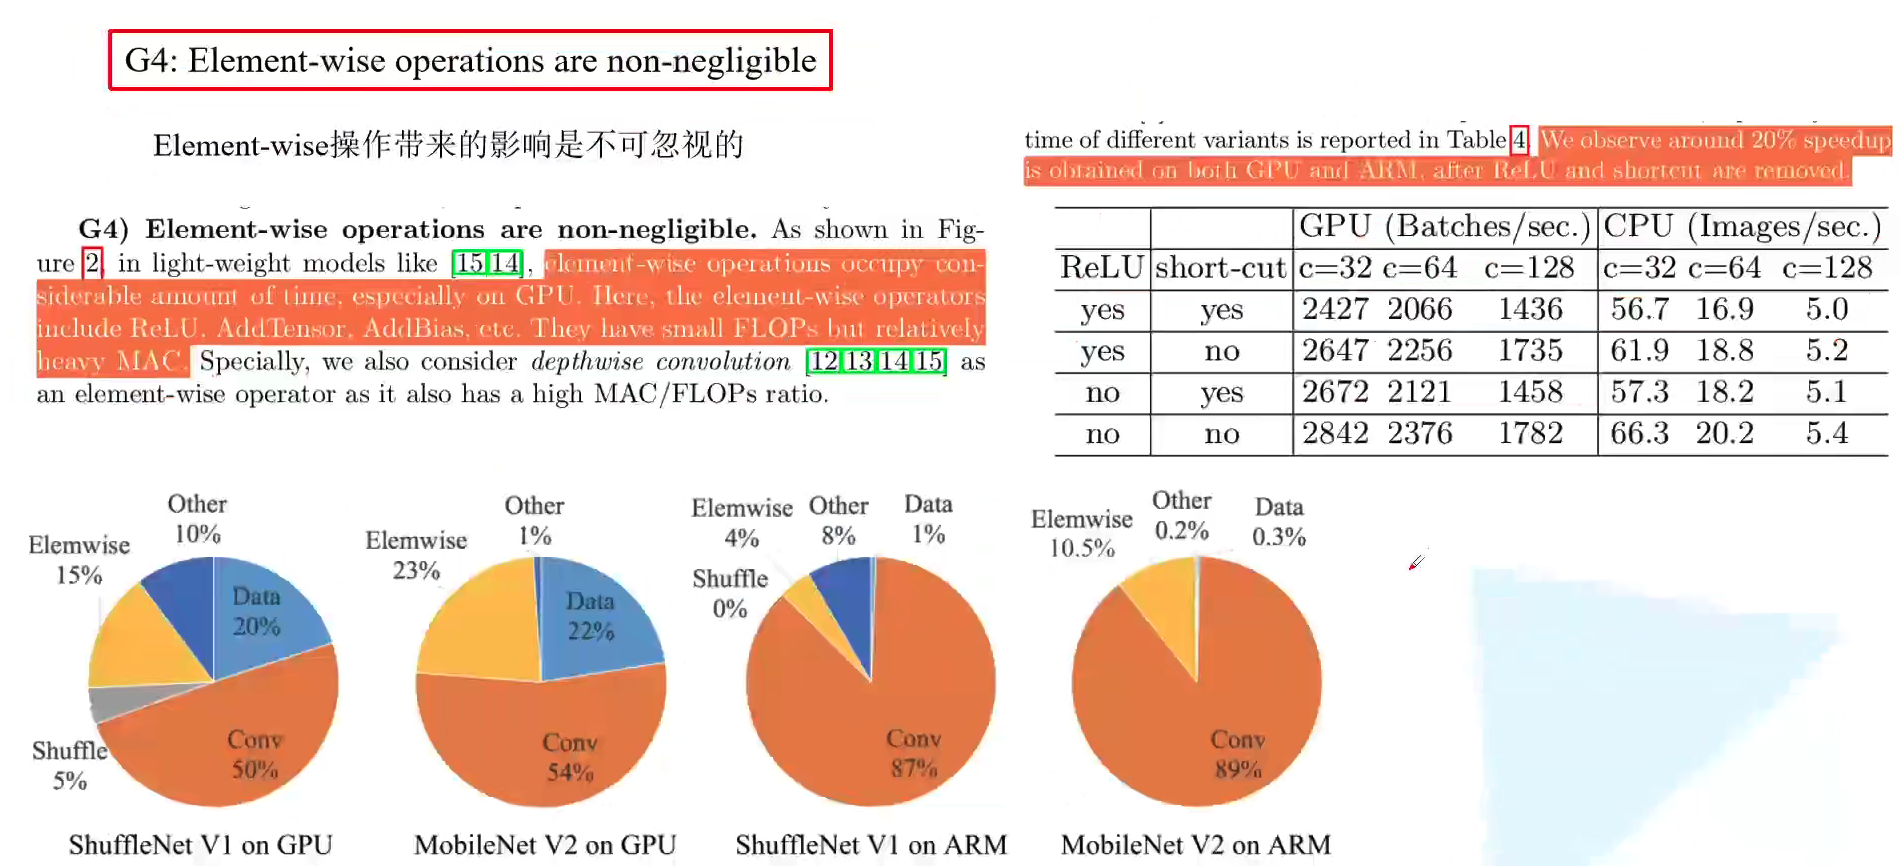 G4: Element-wise operations are non-negligible
Element-wise操作带来的影响是不可忽视的
G4) Element-wise operations are non-negligible. As shown in Fig-
ure 2, in light-weight models like [15,14], element-wise operations occupy con-
siderable amount of time, especially on GPU. Here, the element-wise operators
include ReLU, AddTensor, AddBias, etc. They have small FLOPs but relatively
heavy MAC. Specially, we also consider depthwise convolution [12,13,14,15] as
an element-wise operator as it also has a high MAC/FLOPs ratio.
time of different variants is reported in Table 4. We observe around 20% speedup
is obtained on both GPU and ARM, after ReLU and shortcut are removed.
GPU (Batches/sec.) CPU (Images/sec.)
ReLU short-cut c=32 c=64 c=128 c=32 c=64 c=128
yes yes 2427 2066 1436 56.7 16.9 5.0
yes no 2647 2256 1735 61.9 18.8 5.2
no yes 2672 2121 1458 57.3 18.2 5.1
no no 2842 2376 1782 66.3 20.2 5.4
Other
10%
Elemwise
15%
Data
20%
Shuffle
5%
Conv
50%
ShuffleNet V1 on GPU
Other
1%
Elemwise
23%
Data
22%
Conv
54%
MobileNet V2 on GPU
Elemwise
4%
Other
8%
Data
1%
Shuffle
0%
Conv
87%
ShuffleNet V1 on ARM
Elemwise
10.5%
Other
0.2%
Data
0.3%
Conv
89%
MobileNet V2 on ARM